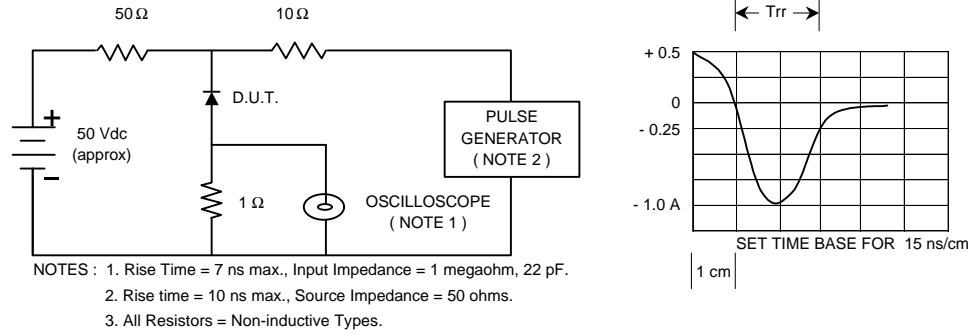 50 Ω
10 Ω
Trr
+ 0.5
D.U.T.
+
50 Vdc
(approx)
−
PULSE
GENERATOR
( NOTE 2 )
0
- 0.25
1 Ω
OSCILLOSCOPE
( NOTE 1 )
- 1.0 A
SET TIME BASE FOR 15 ns/cm
1 cm
NOTES : 1. Rise Time = 7 ns max., Input Impedance = 1 megaohm, 22 pF.
2. Rise time = 10 ns max., Source Impedance = 50 ohms.
3. All Resistors = Non-inductive Types.